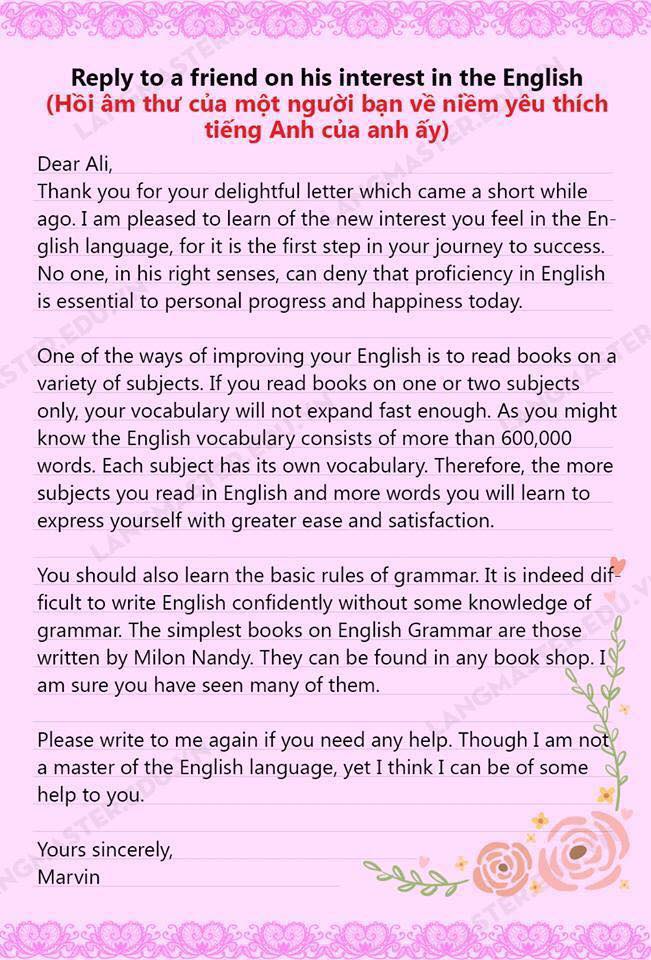 Reply to a friend on his interest in the English
(Hồi âm thư của một người bạn về niềm yêu thích
tiếng Anh của anh ấy)
Dear Ali,
Thank you for your delightful letter which came a short while
ago. I am pleased to learn of the new interest you feel in the En-
glish language, for it is the first step in your journey to success.
No one, in his right senses, can deny that proficiency in English
is essential to personal progress and happiness today.
One of the ways of improving your English is to read books on a
variety of subjects. If you read books on one or two subjects
only, your vocabulary will not expand fast enough. As you might
know the English vocabulary consists of more than 600,000
words. Each subject has its own vocabulary. Therefore, the more
subjects you read in English and more words you will learn to
express yourself with greater ease and satisfaction.
You should also learn the basic rules of grammar. It is indeed dif-
ficult to write English confidently without some knowledge of
grammar. The simplest books on English Grammar are those
written by Milon Nandy. They can be found in any book shop. I
am sure you have seen many of them.
Please write to me again if you need any help. Though I am not
a master of the English language, yet I think I can be of some
help to you.
Yours sincerely,
Marvin
LANGMASTER.EDU.VN